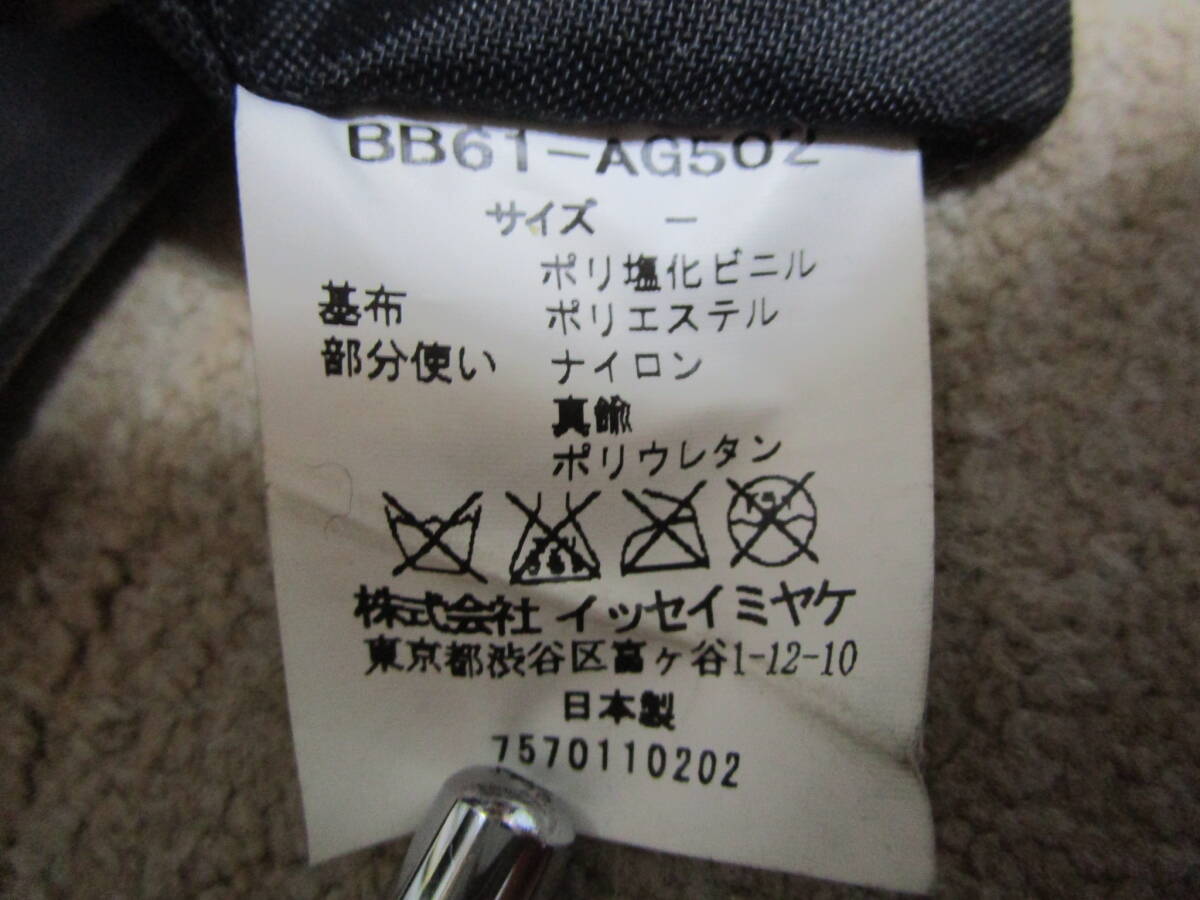 BB61-AG502
サイズ －
ポリ塩化ビニル
基布 ポリエステル
部分使い ナイロン
真鍮
ポリウレタン
株式会社 イッセイミヤケ
東京都渋谷区富ヶ谷1-12-10
日本製
7570110202